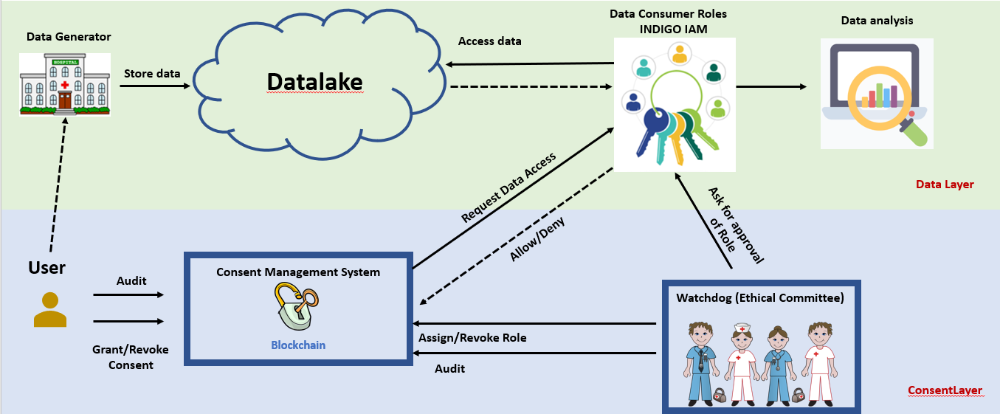 Data Consumer Roles
INDIGO IAM
Data Generator
Data analysis
Access data
HOSPITAL
Store data
Datalake
Request Data Access
Data Layer
Ask for approval
of Role
Allow/Deny
User
Consent Management System
Audit
Watchdog (Ethical Committee)
Blockchain
Assign/Revoke Role
Grant/Revoke
Consent
Audit
ConsentLayer